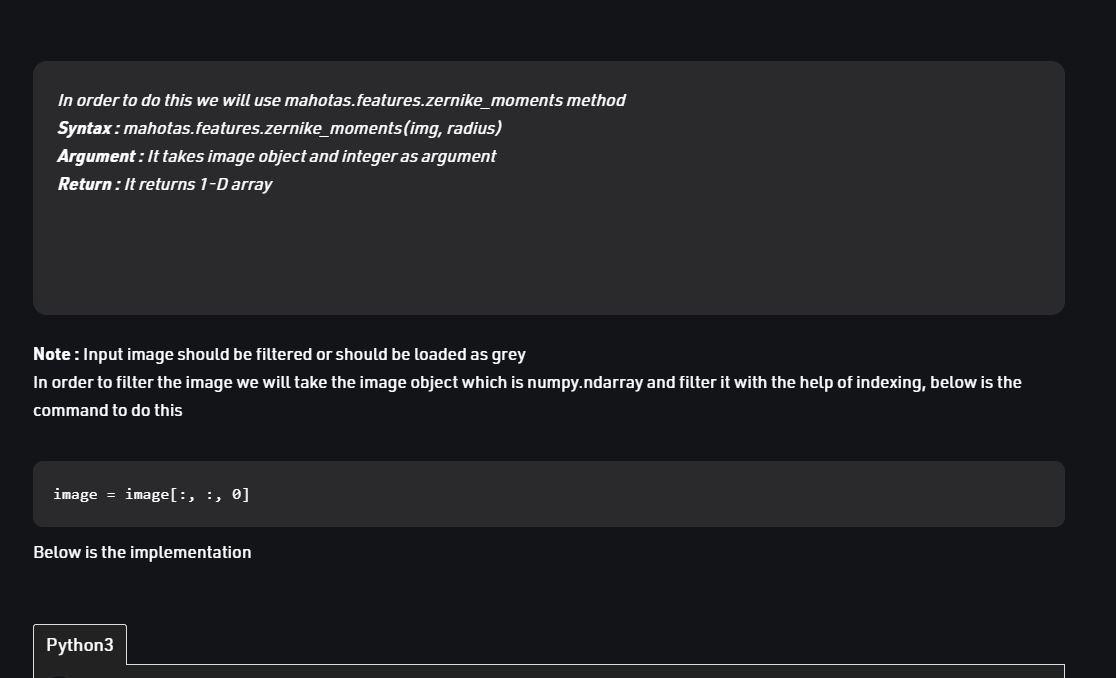 In order to do this we will use mahotas.features.zernike_moments method
Syntax : mahotas.features.zernike_moments(img, radius)
Argument : It takes image object and integer as argument
Return : It returns 1-D array
Note : Input image should be filtered or should be loaded as grey
In order to filter the image we will take the image object which is numpy.ndarray and filter it with the help of indexing, below is the
command to do this
image = image[:, :, 0]
Below is the implementation
Python3